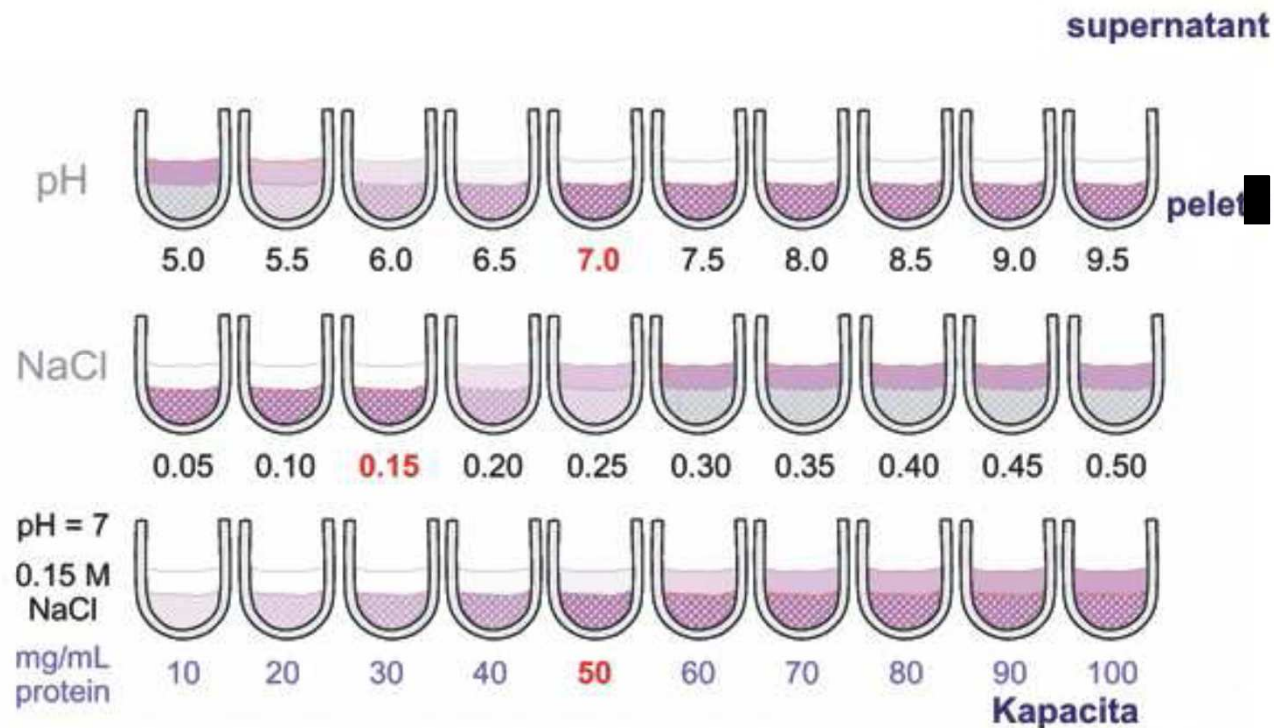 supernatant
pH
pelet
5.0 5.5 6.0 6.5 7.0 7.5 8.0 8.5 9.0 9.5
NaCl
0.05 0.10 0.15 0.20 0.25 0.30 0.35 0.40 0.45 0.50
pH = 7
0.15 M
NaCl
mg/mL
protein
10 20 30 40 50 60 70 80 90 100
Kapacita